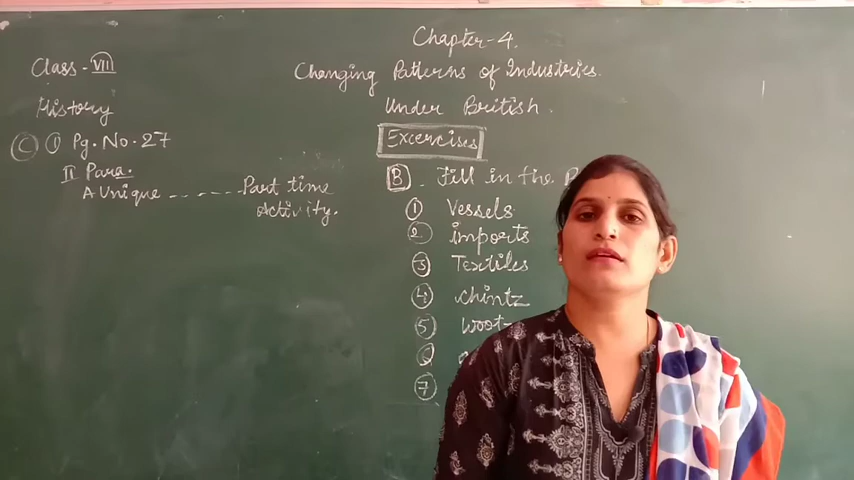 Chapter-4.
Class - VII
Changing Patterns of Industries.
History
Under British.
C 1 Pg. No. 27
Excercises
II Para.
A Unique ------- Part time
Activity.
B. Fill in the
1 Vessels
2 imports
3 Textiles
4 chintz
5
6
7